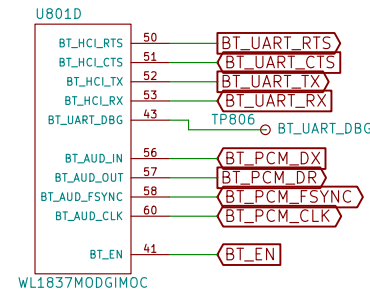 U801D
BT_HCI_RTS 50 BT_UART_RTS
BT_HCI_CTS 51 BT_UART_CTS
BT_HCI_TX 52 BT_UART_TX
BT_HCI_RX 53 BT_UART_RX
BT_UART_DBG 43 TP806 BT_UART_DBG
BT_AUD_IN 56 BT_PCM_DX
BT_AUD_OUT 57 BT_PCM_DR
BT_AUD_FSYNC 58 BT_PCM_FSYNC
BT_AUD_CLK 60 BT_PCM_CLK
BT_EN 41 BT_EN
WL1837MODGIMOC